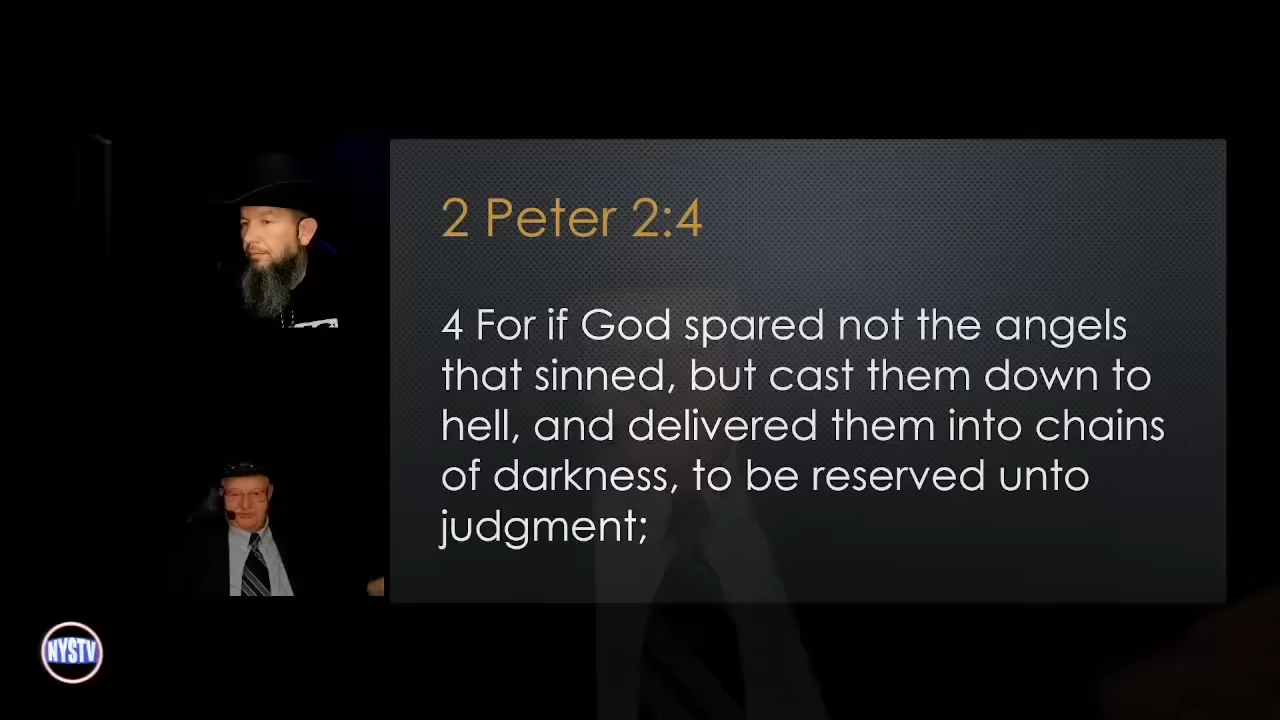 2 Peter 2:4
4 For if God spared not the angels
that sinned, but cast them down to
hell, and delivered them into chains
of darkness, to be reserved unto
judgment;
NYSTV